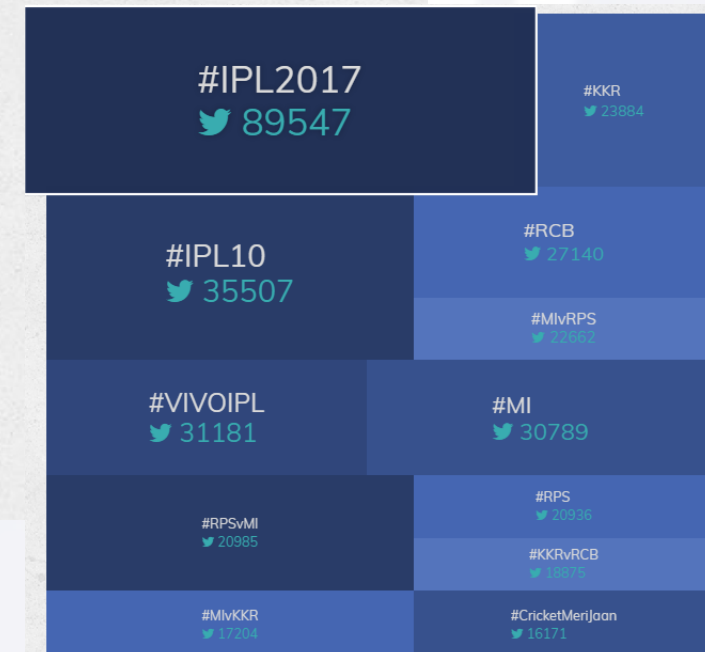 #IPL2017
89547
#KKR
23884
#IPL10
35507
#RCB
27140
#MIvRPS
22662
#VIVOIPL
31181
#MI
30789
#RPSvMI
20985
#RPS
20936
#KKRvRCB
18875
#MIvKKR
17204
#CricketMeriJaan
16171